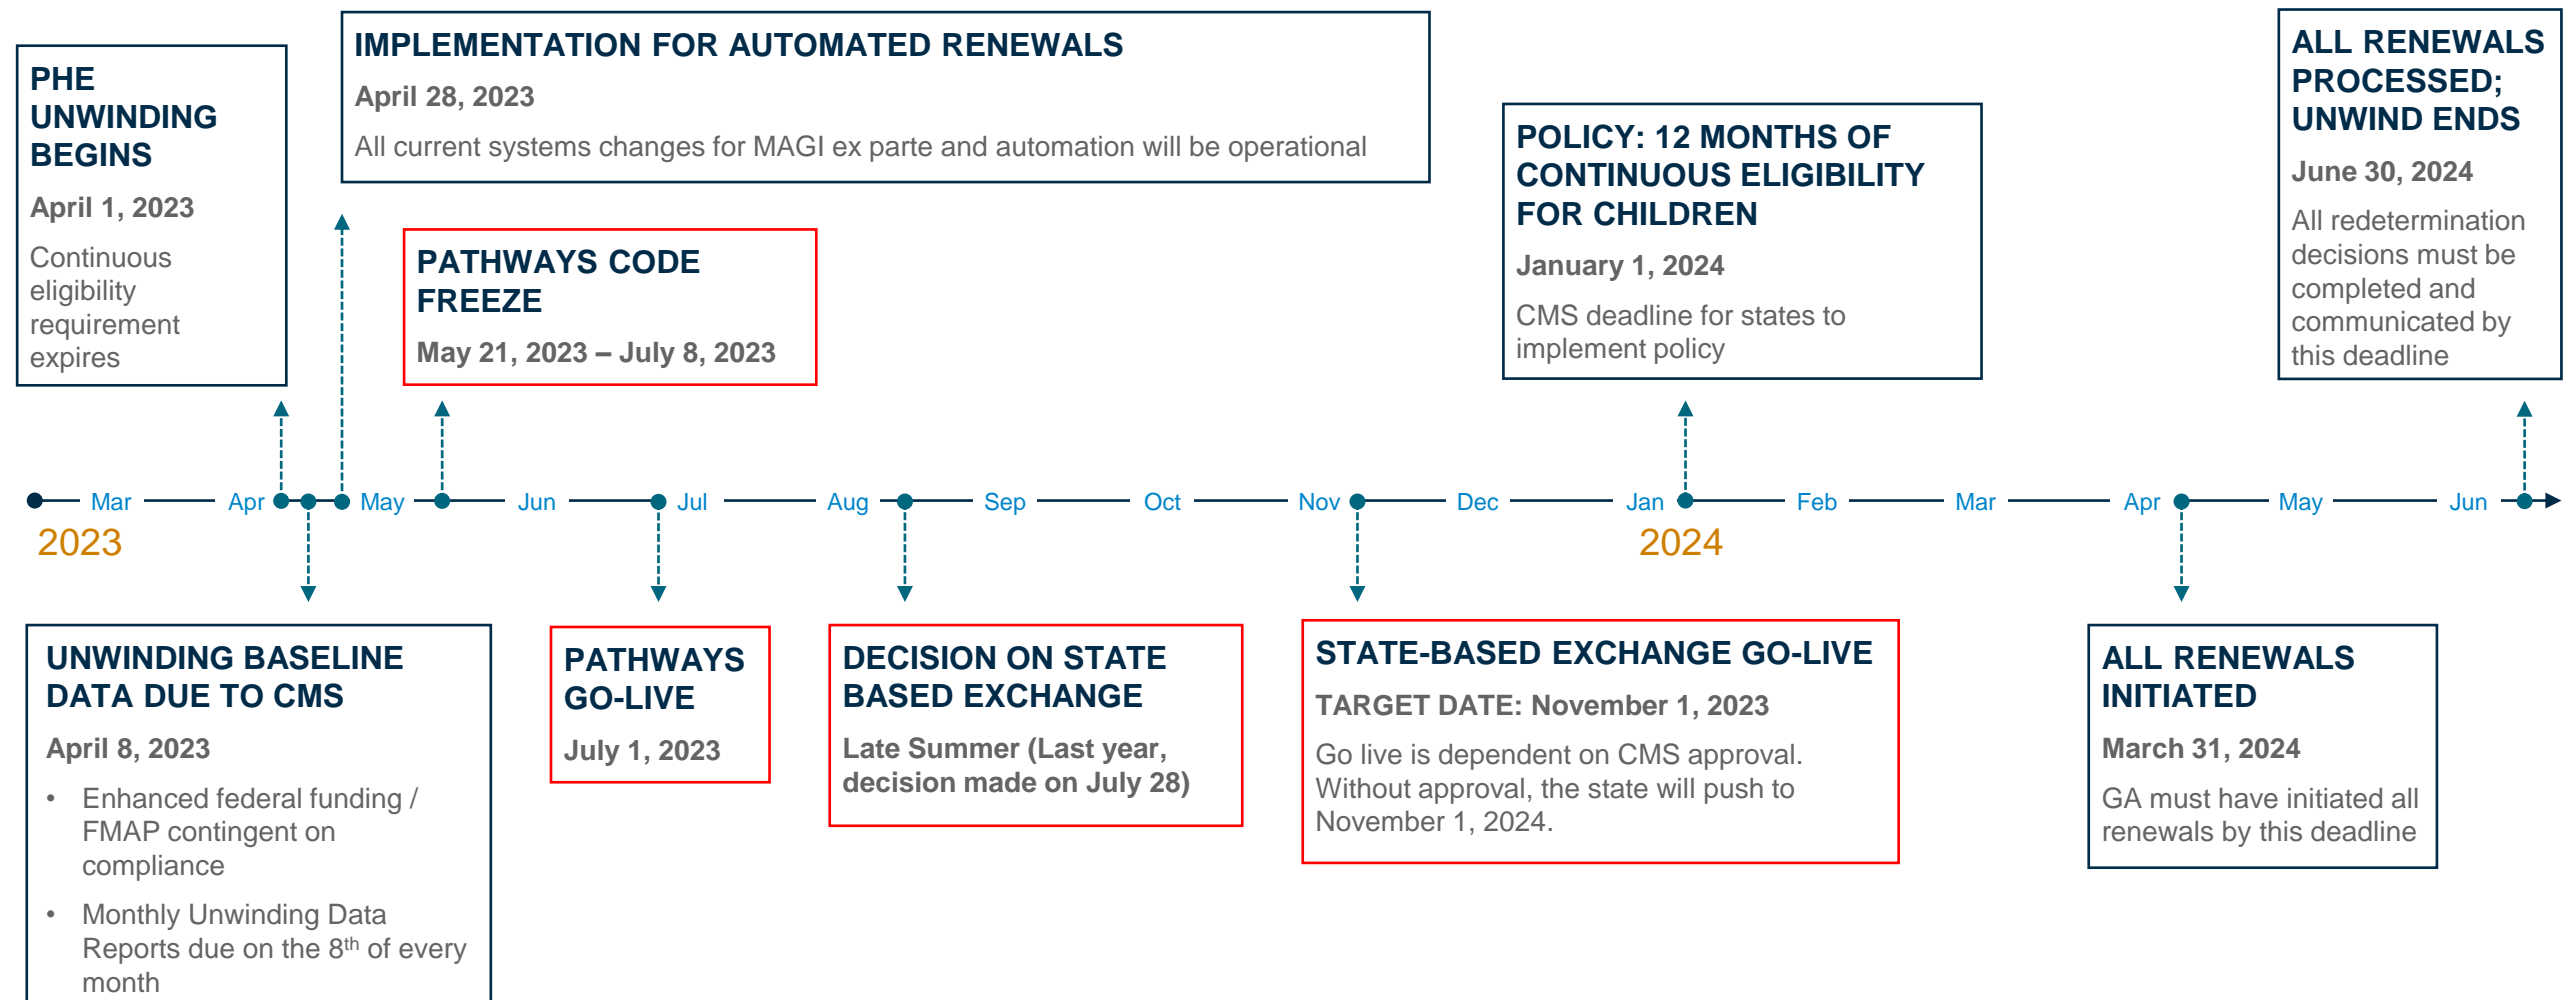 IMPLEMENTATION FOR AUTOMATED RENEWALS
April 28, 2023
All current systems changes for MAGI ex parte and automation will be operational
PHE
UNWINDING
BEGINS
April 1, 2023
Continuous
eligibility
requirement
expires
PATHWAYS CODE
FREEZE
May 21, 2023 – July 8, 2023
POLICY: 12 MONTHS OF
CONTINUOUS ELIGIBILITY
FOR CHILDREN
January 1, 2024
CMS deadline for states to
implement policy
ALL RENEWALS
PROCESSED;
UNWIND ENDS
June 30, 2024
All redetermination
decisions must be
completed and
communicated by
this deadline
Mar Apr May Jun Jul Aug Sep Oct Nov Dec Jan Feb Mar Apr May Jun
2023 2024
UNWINDING BASELINE
DATA DUE TO CMS
April 8, 2023
• Enhanced federal funding /
FMAP contingent on
compliance
• Monthly Unwinding Data
Reports due on the 8th of every
month
PATHWAYS
GO-LIVE
July 1, 2023
DECISION ON STATE
BASED EXCHANGE
Late Summer (Last year,
decision made on July 28)
STATE-BASED EXCHANGE GO-LIVE
TARGET DATE: November 1, 2023
Go live is dependent on CMS approval.
Without approval, the state will push to
November 1, 2024.
ALL RENEWALS
INITIATED
March 31, 2024
GA must have initiated all
renewals by this deadline